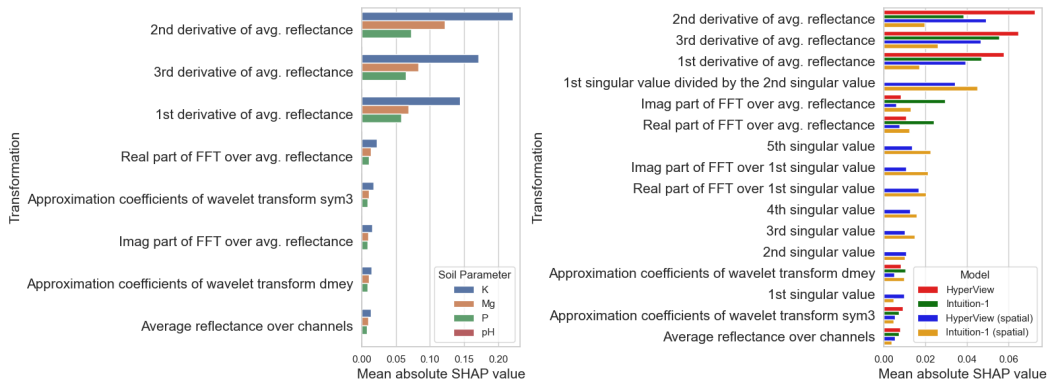 Transformation
2nd derivative of avg. reflectance
3rd derivative of avg. reflectance
1st derivative of avg. reflectance
Real part of FFT over avg. reflectance
Approximation coefficients of wavelet transform sym3
Imag part of FFT over avg. reflectance
Approximation coefficients of wavelet transform dmey
Average reflectance over channels
Soil Parameter
K
Mg
P
pH
0.00 0.05 0.10 0.15 0.20
Mean absolute SHAP value
Transformation
2nd derivative of avg. reflectance
3rd derivative of avg. reflectance
1st derivative of avg. reflectance
1st singular value divided by the 2nd singular value
Imag part of FFT over avg. reflectance
Real part of FFT over avg. reflectance
5th singular value
Imag part of FFT over 1st singular value
Real part of FFT over 1st singular value
4th singular value
3rd singular value
2nd singular value
Approximation coefficients of wavelet transform dmey
1st singular value
Approximation coefficients of wavelet transform sym3
Average reflectance over channels
Model
HyperView
Intuition-1
HyperView (spatial)
Intuition-1 (spatial)
0.00 0.02 0.04 0.06
Mean absolute SHAP value